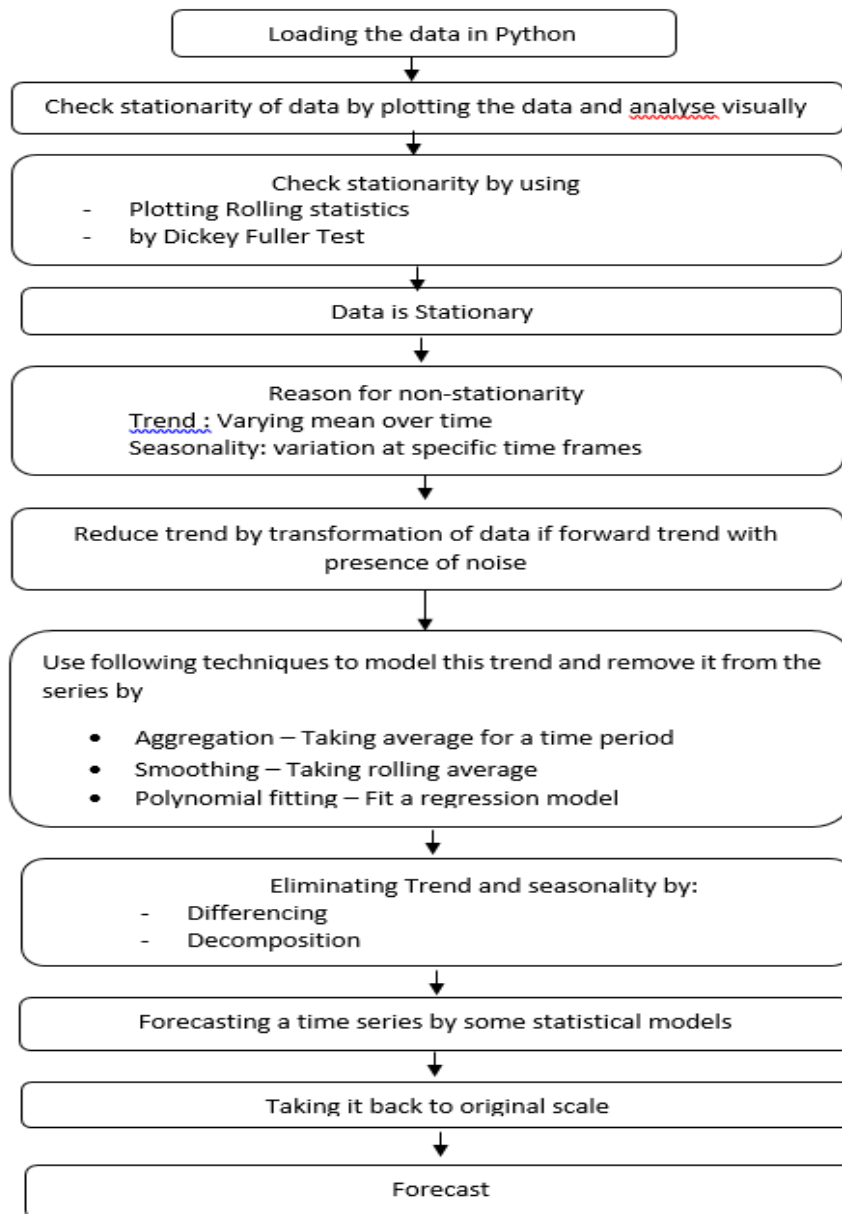 Loading the data in Python
Check stationarity of data by plotting the data and analyse visually
Check stationarity by using
- Plotting Rolling statistics
- by Dickey Fuller Test
Data is Stationary
Reason for non-stationarity
Trend : Varying mean over time
Seasonality: variation at specific time frames
Reduce trend by transformation of data if forward trend with
presence of noise
Use following techniques to model this trend and remove it from the
series by
• Aggregation – Taking average for a time period
• Smoothing – Taking rolling average
• Polynomial fitting – Fit a regression model
Eliminating Trend and seasonality by:
- Differencing
- Decomposition
Forecasting a time series by some statistical models
Taking it back to original scale
Forecast